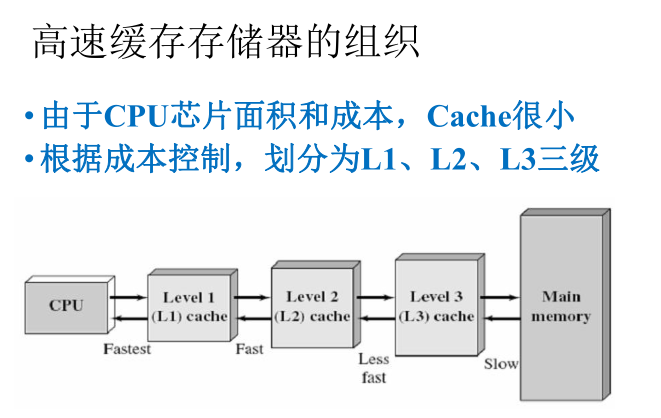 高速缓存存储器的组织
•由于CPU芯片面积和成本，Cache很小
•根据成本控制，划分为L1、L2、L3三级
CPU
Level 1
(L1) cache
Level 2
(L2) cache
Level 3
(L3) cache
Main
memory
Fastest
Fast
Less
fast
Slow